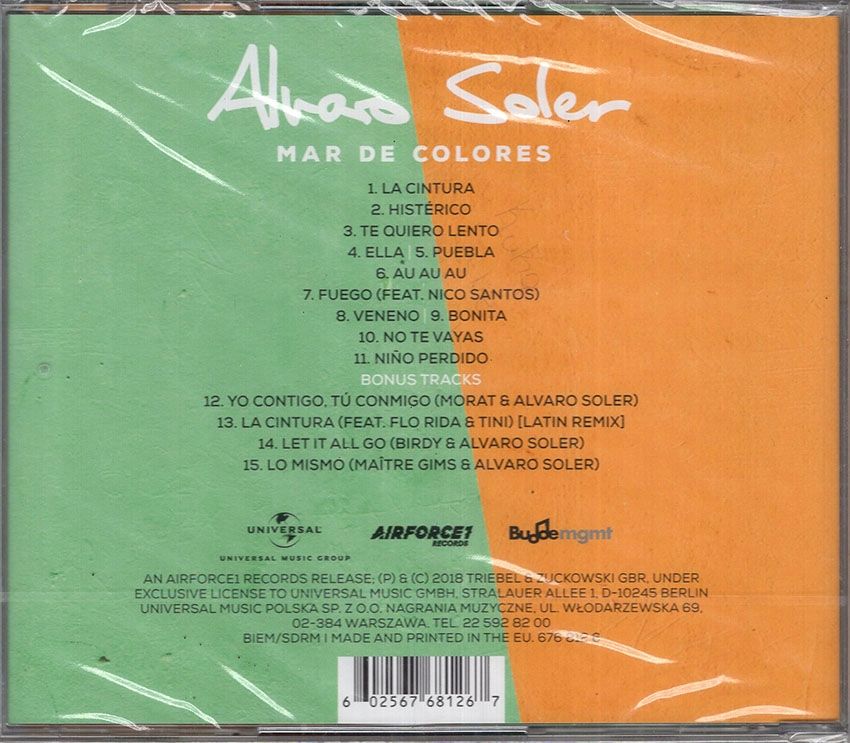 Alvaro Soler
MAR DE COLORES
1. LA CINTURA
2. HISTÉRICO
3. TE QUIERO LENTO
4. ELLA | 5. PUEBLA
6. AU AU AU
7. FUEGO (FEAT. NICO SANTOS)
8. VENENO | 9. BONITA
10. NO TE VAYAS
11. NIÑO PERDIDO
BONUS TRACKS
12. YO CONTIGO, TÚ CONMIGO (MORAT & ALVARO SOLER)
13. LA CINTURA (FEAT. FLO RIDA & TINI) [LATIN REMIX]
14. LET IT ALL GO (BIRDY & ALVARO SOLER)
15. LO MISMO (MAÎTRE GIMS & ALVARO SOLER)
UNIVERSAL
UNIVERSAL MUSIC GROUP
AIRFORCE1
RECORDS
Buddemgmt
AN AIRFORCE1 RECORDS RELEASE; (P) & (C) 2018 TRIEBEL & ZUCKOWSKI GBR, UNDER
EXCLUSIVE LICENSE TO UNIVERSAL MUSIC GMBH, STRALAUER ALLEE 1, D-10245 BERLIN
UNIVERSAL MUSIC POLSKA SP. Z O.O. NAGRANIA MUZYCZNE, UL. WŁODARZEWSKA 69,
02-384 WARSZAWA. TEL. 22 592 82 00
BIEM/SDRM | MADE AND PRINTED IN THE EU. 676 812 6
6 02567 68126 7